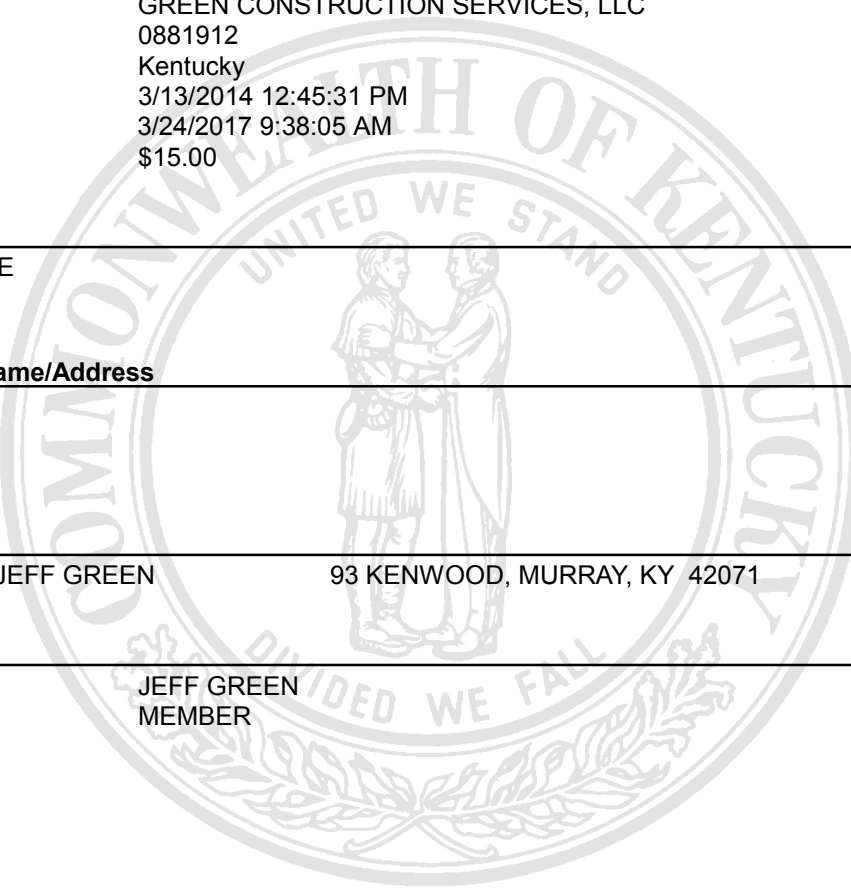 GREEN CONSTRUCTION SERVICES, LLC
0881912
Kentucky
3/13/2014 12:45:31 PM
3/24/2017 9:38:05 AM
$15.00
COMMONWEALTH OF KENTUCKY
UNITED WE STAND
E
ame/Address
JEFF GREEN 93 KENWOOD, MURRAY, KY 42071
DIVIDED WE FALL
JEFF GREEN
MEMBER